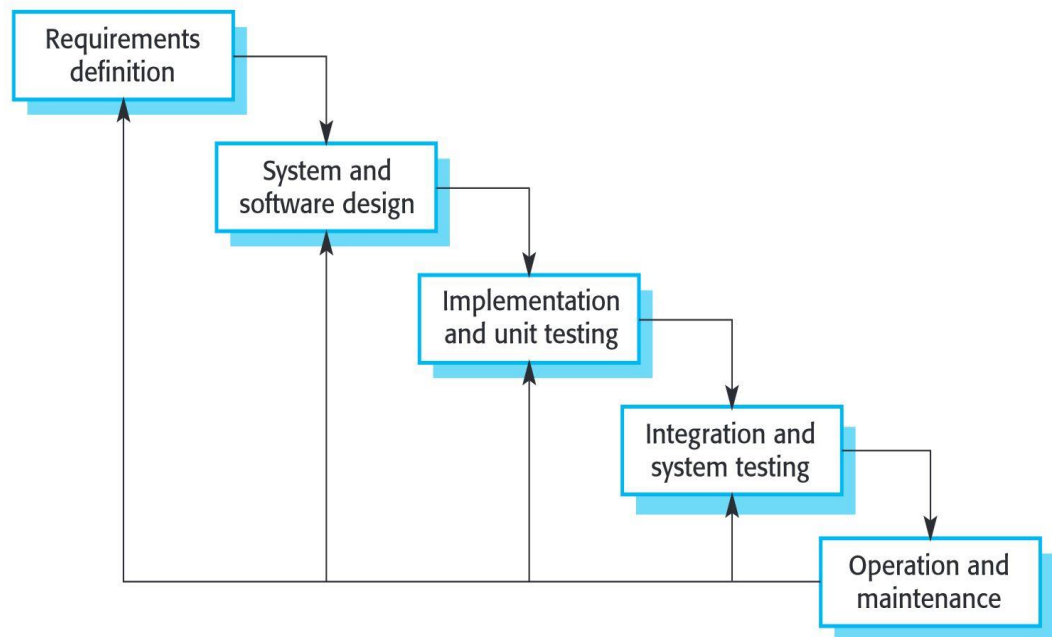 Requirements
definition
System and
software design
Implementation
and unit testing
Integration and
system testing
Operation and
maintenance